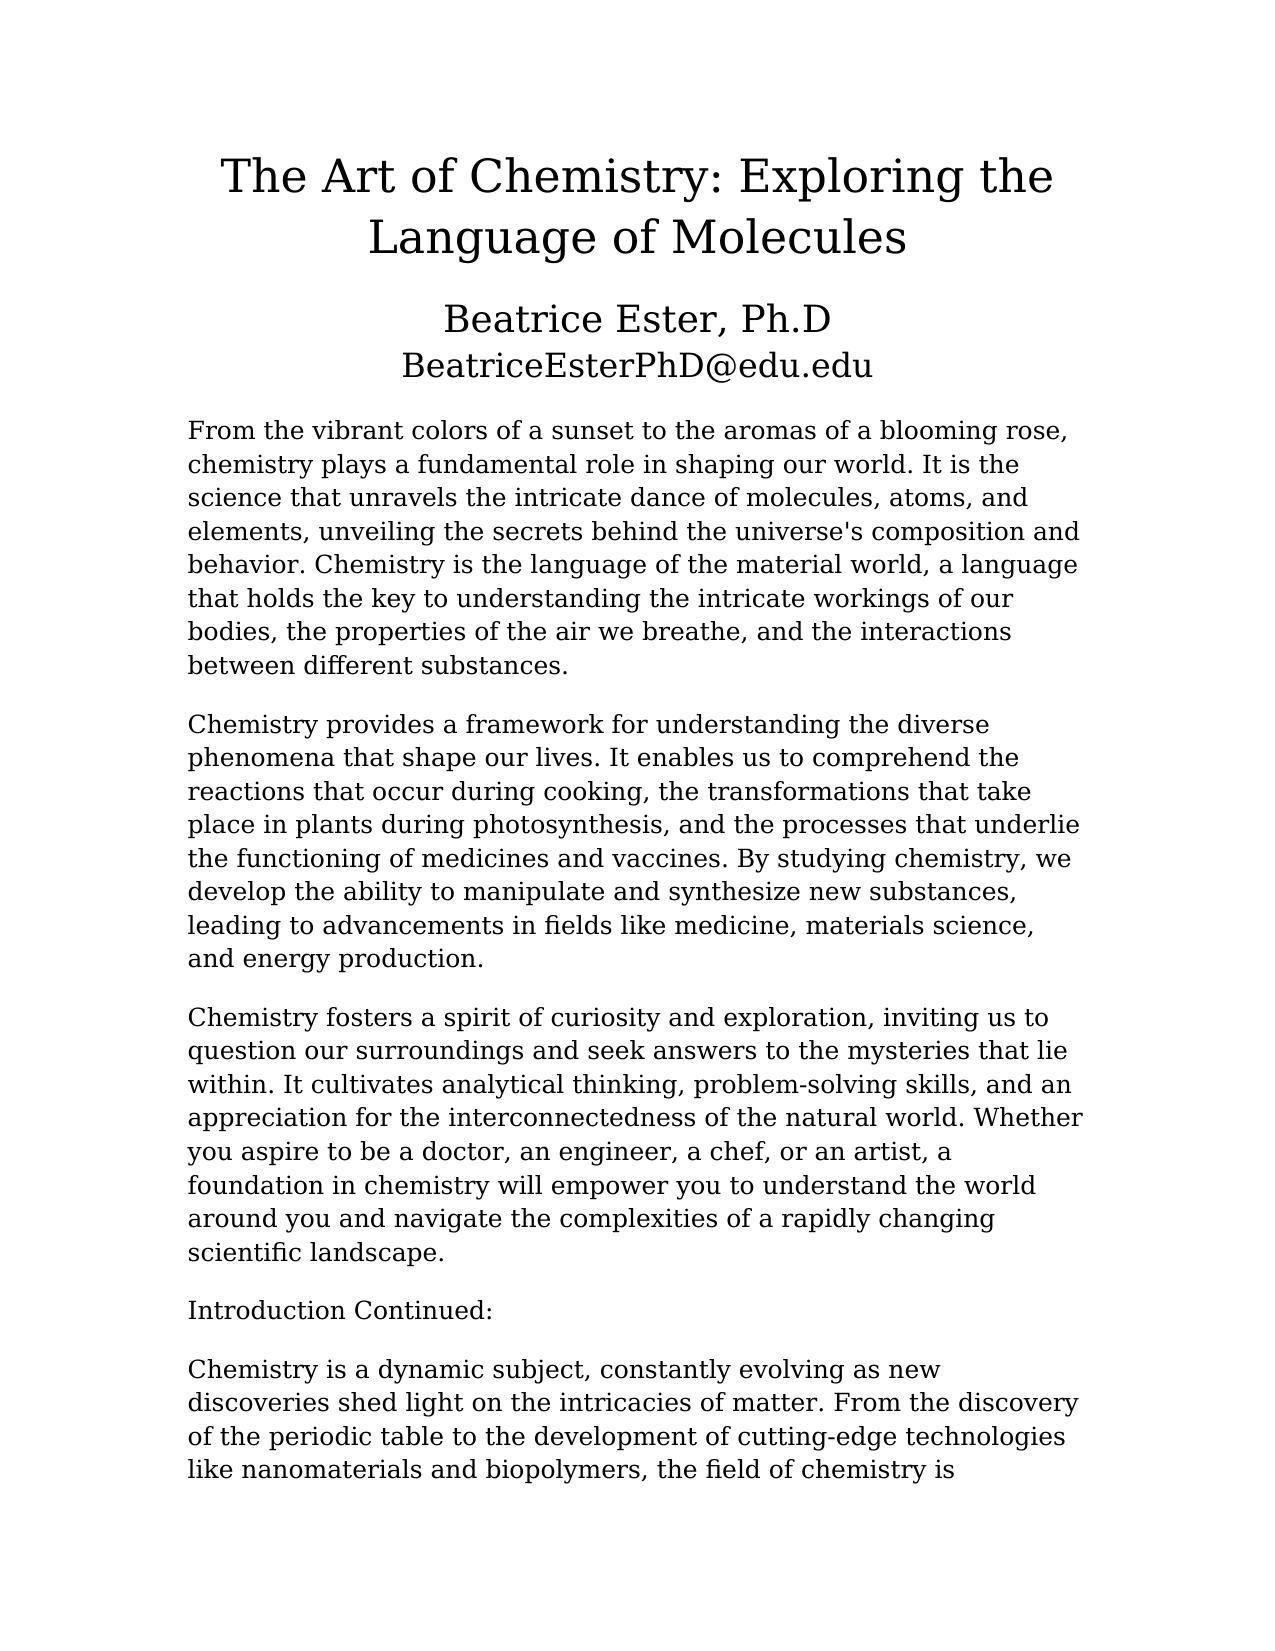 The Art of Chemistry: Exploring the
Language of Molecules
Beatrice Ester, Ph.D
BeatriceEsterPhD@edu.edu
From the vibrant colors of a sunset to the aromas of a blooming rose,
chemistry plays a fundamental role in shaping our world. It is the
science that unravels the intricate dance of molecules, atoms, and
elements, unveiling the secrets behind the universe's composition and
behavior. Chemistry is the language of the material world, a language
that holds the key to understanding the intricate workings of our
bodies, the properties of the air we breathe, and the interactions
between different substances.
Chemistry provides a framework for understanding the diverse
phenomena that shape our lives. It enables us to comprehend the
reactions that occur during cooking, the transformations that take
place in plants during photosynthesis, and the processes that underlie
the functioning of medicines and vaccines. By studying chemistry, we
develop the ability to manipulate and synthesize new substances,
leading to advancements in fields like medicine, materials science,
and energy production.
Chemistry fosters a spirit of curiosity and exploration, inviting us to
question our surroundings and seek answers to the mysteries that lie
within. It cultivates analytical thinking, problem-solving skills, and an
appreciation for the interconnectedness of the natural world. Whether
you aspire to be a doctor, an engineer, a chef, or an artist, a
foundation in chemistry will empower you to understand the world
around you and navigate the complexities of a rapidly changing
scientific landscape.
Introduction Continued:
Chemistry is a dynamic subject, constantly evolving as new
discoveries shed light on the intricacies of matter. From the discovery
of the periodic table to the development of cutting-edge technologies
like nanomaterials and biopolymers, the field of chemistry is